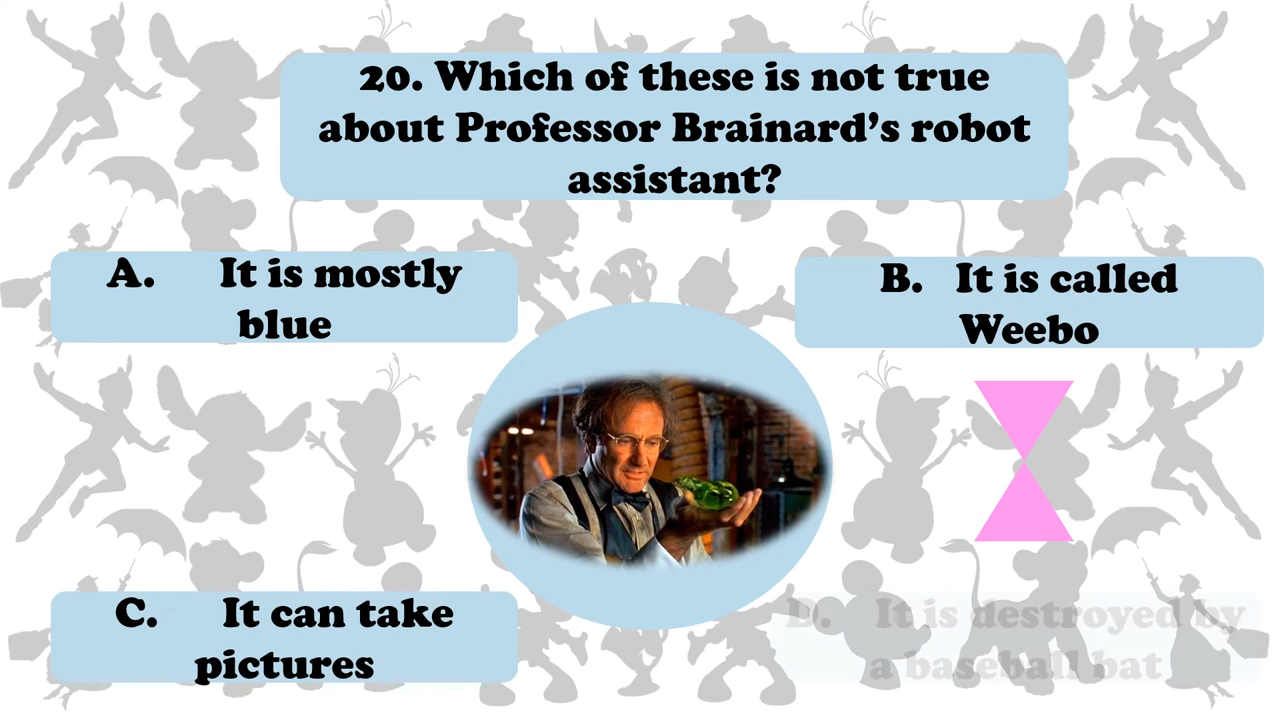 20. Which of these is not true
about Professor Brainard’s robot
assistant?
A. It is mostly
blue
B. It is called
Weebo
C. It can take
pictures
D. It is destroyed by
a baseball bat